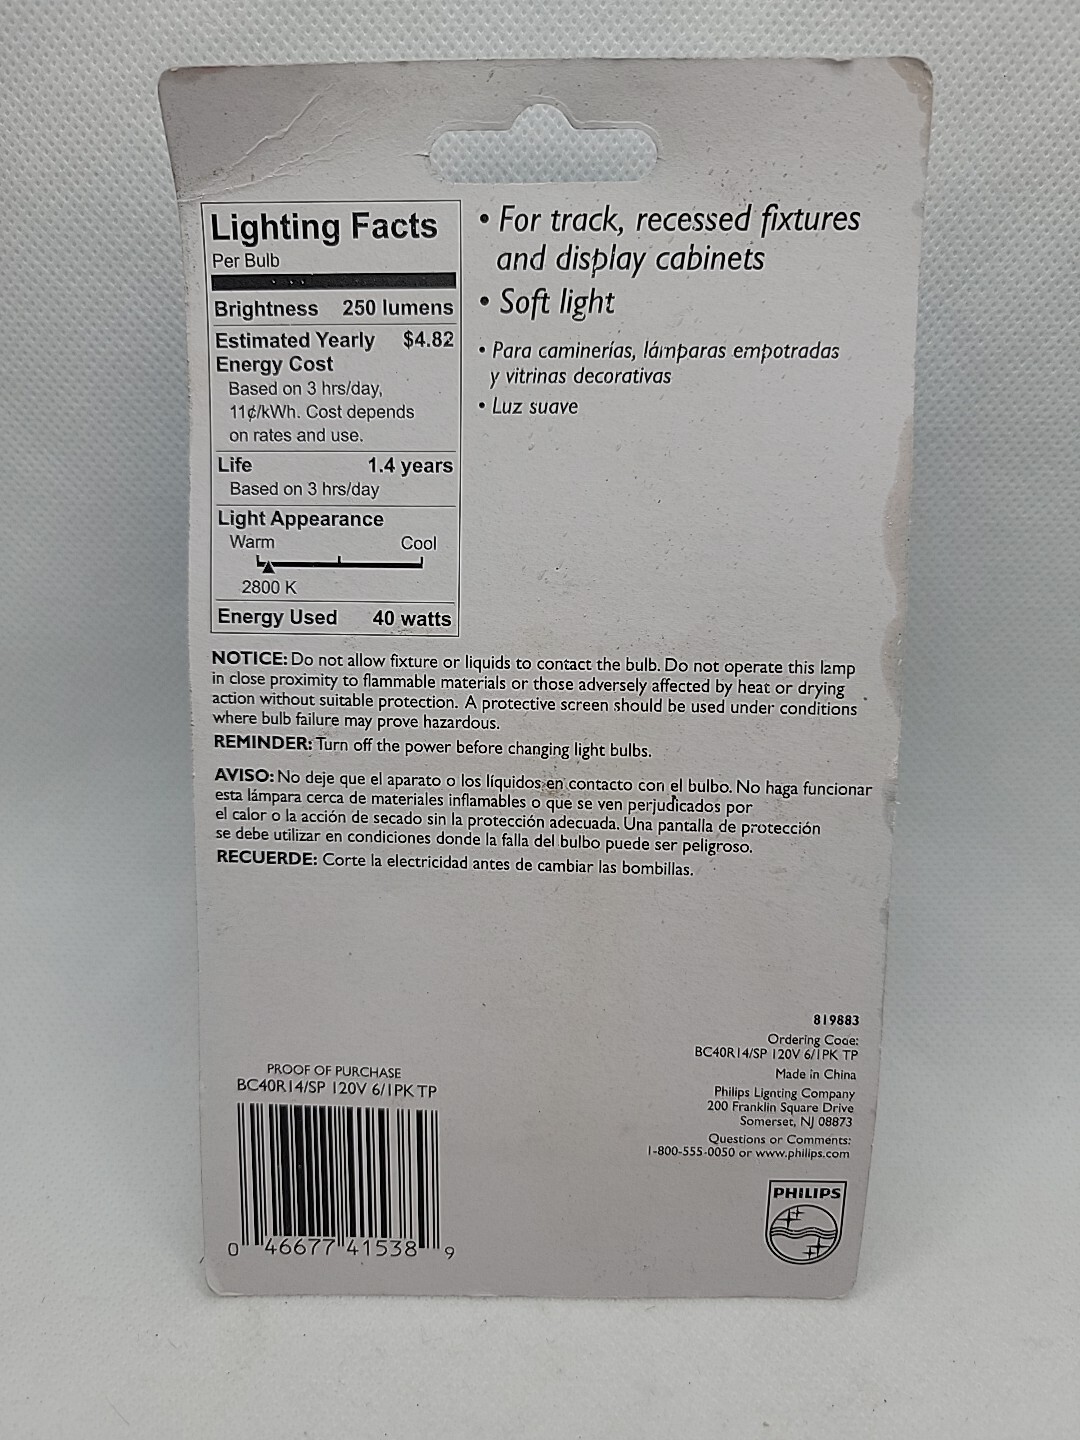 Lighting Facts
Per Bulb
Brightness 250 lumens
Estimated Yearly $4.82
Energy Cost
Based on 3 hrs/day,
11¢/kWh. Cost depends
on rates and use.
Life 1.4 years
Based on 3 hrs/day
Light Appearance
Warm Cool
2800 K
Energy Used 40 watts
• For track, recessed fixtures
and display cabinets
• Soft light
• Para caminerías, lámparas empotradas
y vitrinas decorativas
• Luz suave
NOTICE: Do not allow fixture or liquids to contact the bulb. Do not operate this lamp
in close proximity to flammable materials or those adversely affected by heat or drying
action without suitable protection. A protective screen should be used under conditions
where bulb failure may prove hazardous.
REMINDER: Turn off the power before changing light bulbs.
AVISO: No deje que el aparato o los líquidos en contacto con el bulbo. No haga funcionar
esta lámpara cerca de materiales inflamables o que se ven perjudicados por
el calor o la acción de secado sin la protección adecuada. Una pantalla de protección
se debe utilizar en condiciones donde la falla del bulbo puede ser peligroso.
RECUERDE: Corte la electricidad antes de cambiar las bombillas.
PROOF OF PURCHASE
BC40R14/SP 120V 6/1PK TP
0 46677 41538 9
819883
Ordering Code:
BC40R14/SP 120V 6/1PK TP
Made in China
Philips Lighting Company
200 Franklin Square Drive
Somerset, NJ 08873
Questions or Comments:
1-800-555-0050 or www.philips.com
PHILIPS